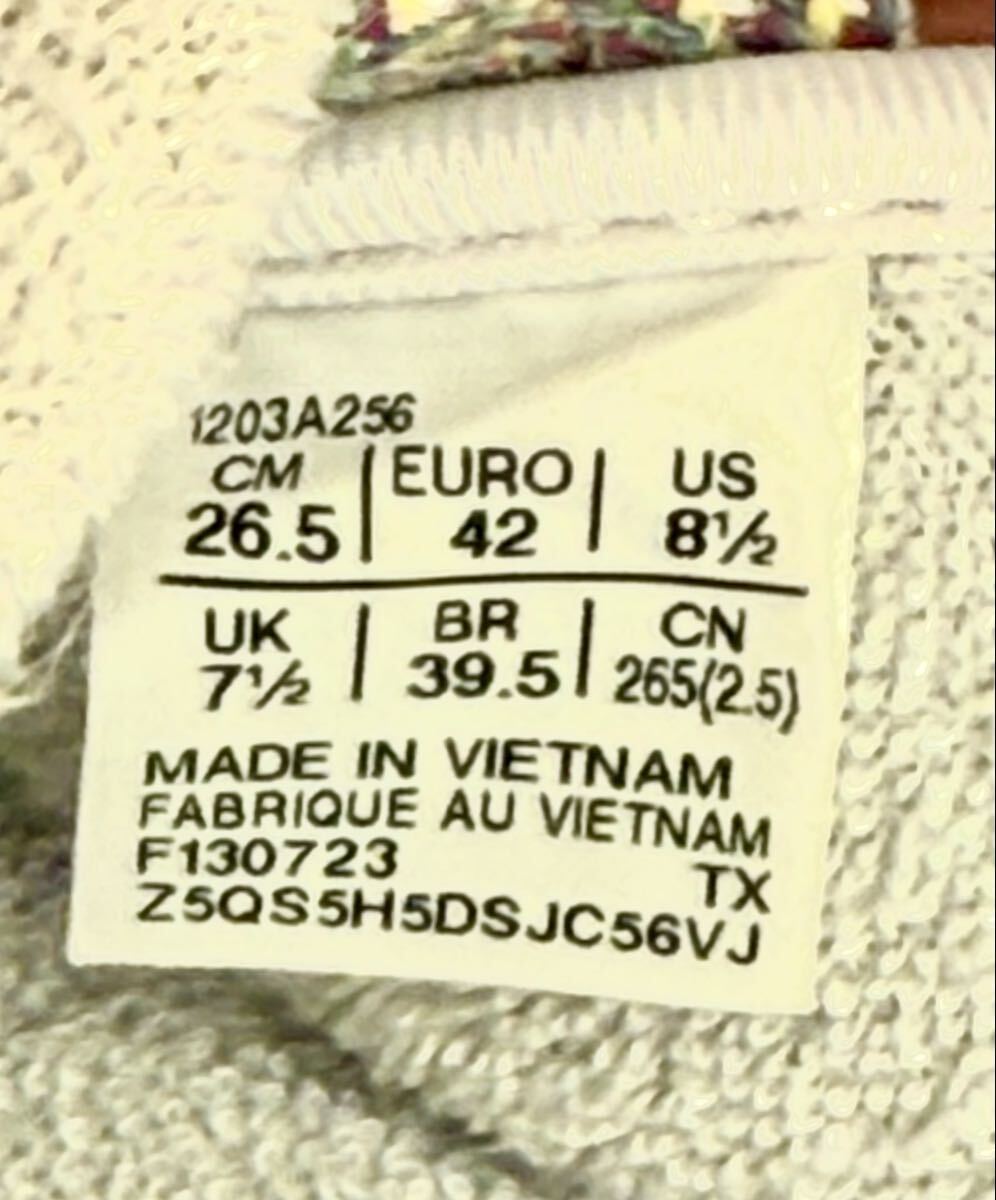 1203A256
CM | EURO | US
26.5 | 42 | 8½
UK | BR | CN
7½ | 39.5 | 265(2.5)
MADE IN VIETNAM
FABRIQUE AU VIETNAM
F130723 TX
Z5QS5H5DSJC56VJ